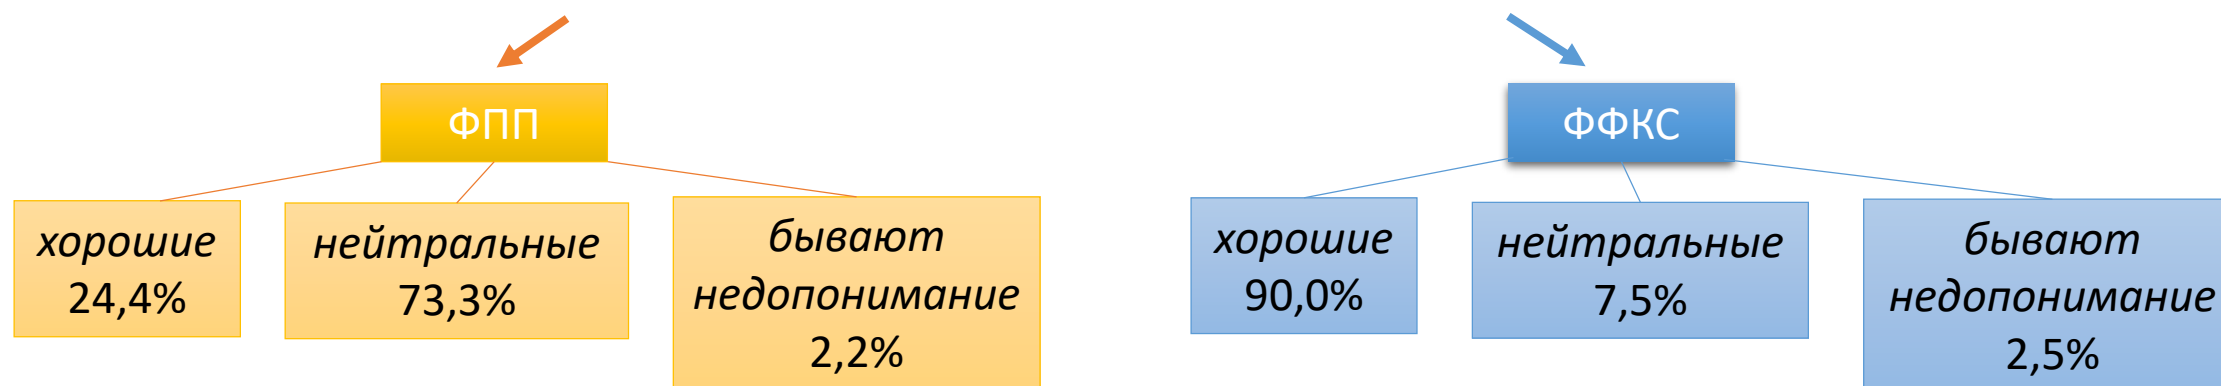 ФПП
хорошие
24,4%
нейтральные
73,3%
бывают
недопонимание
2,2%
ФФКС
хорошие
90,0%
нейтральные
7,5%
бывают
недопонимание
2,5%